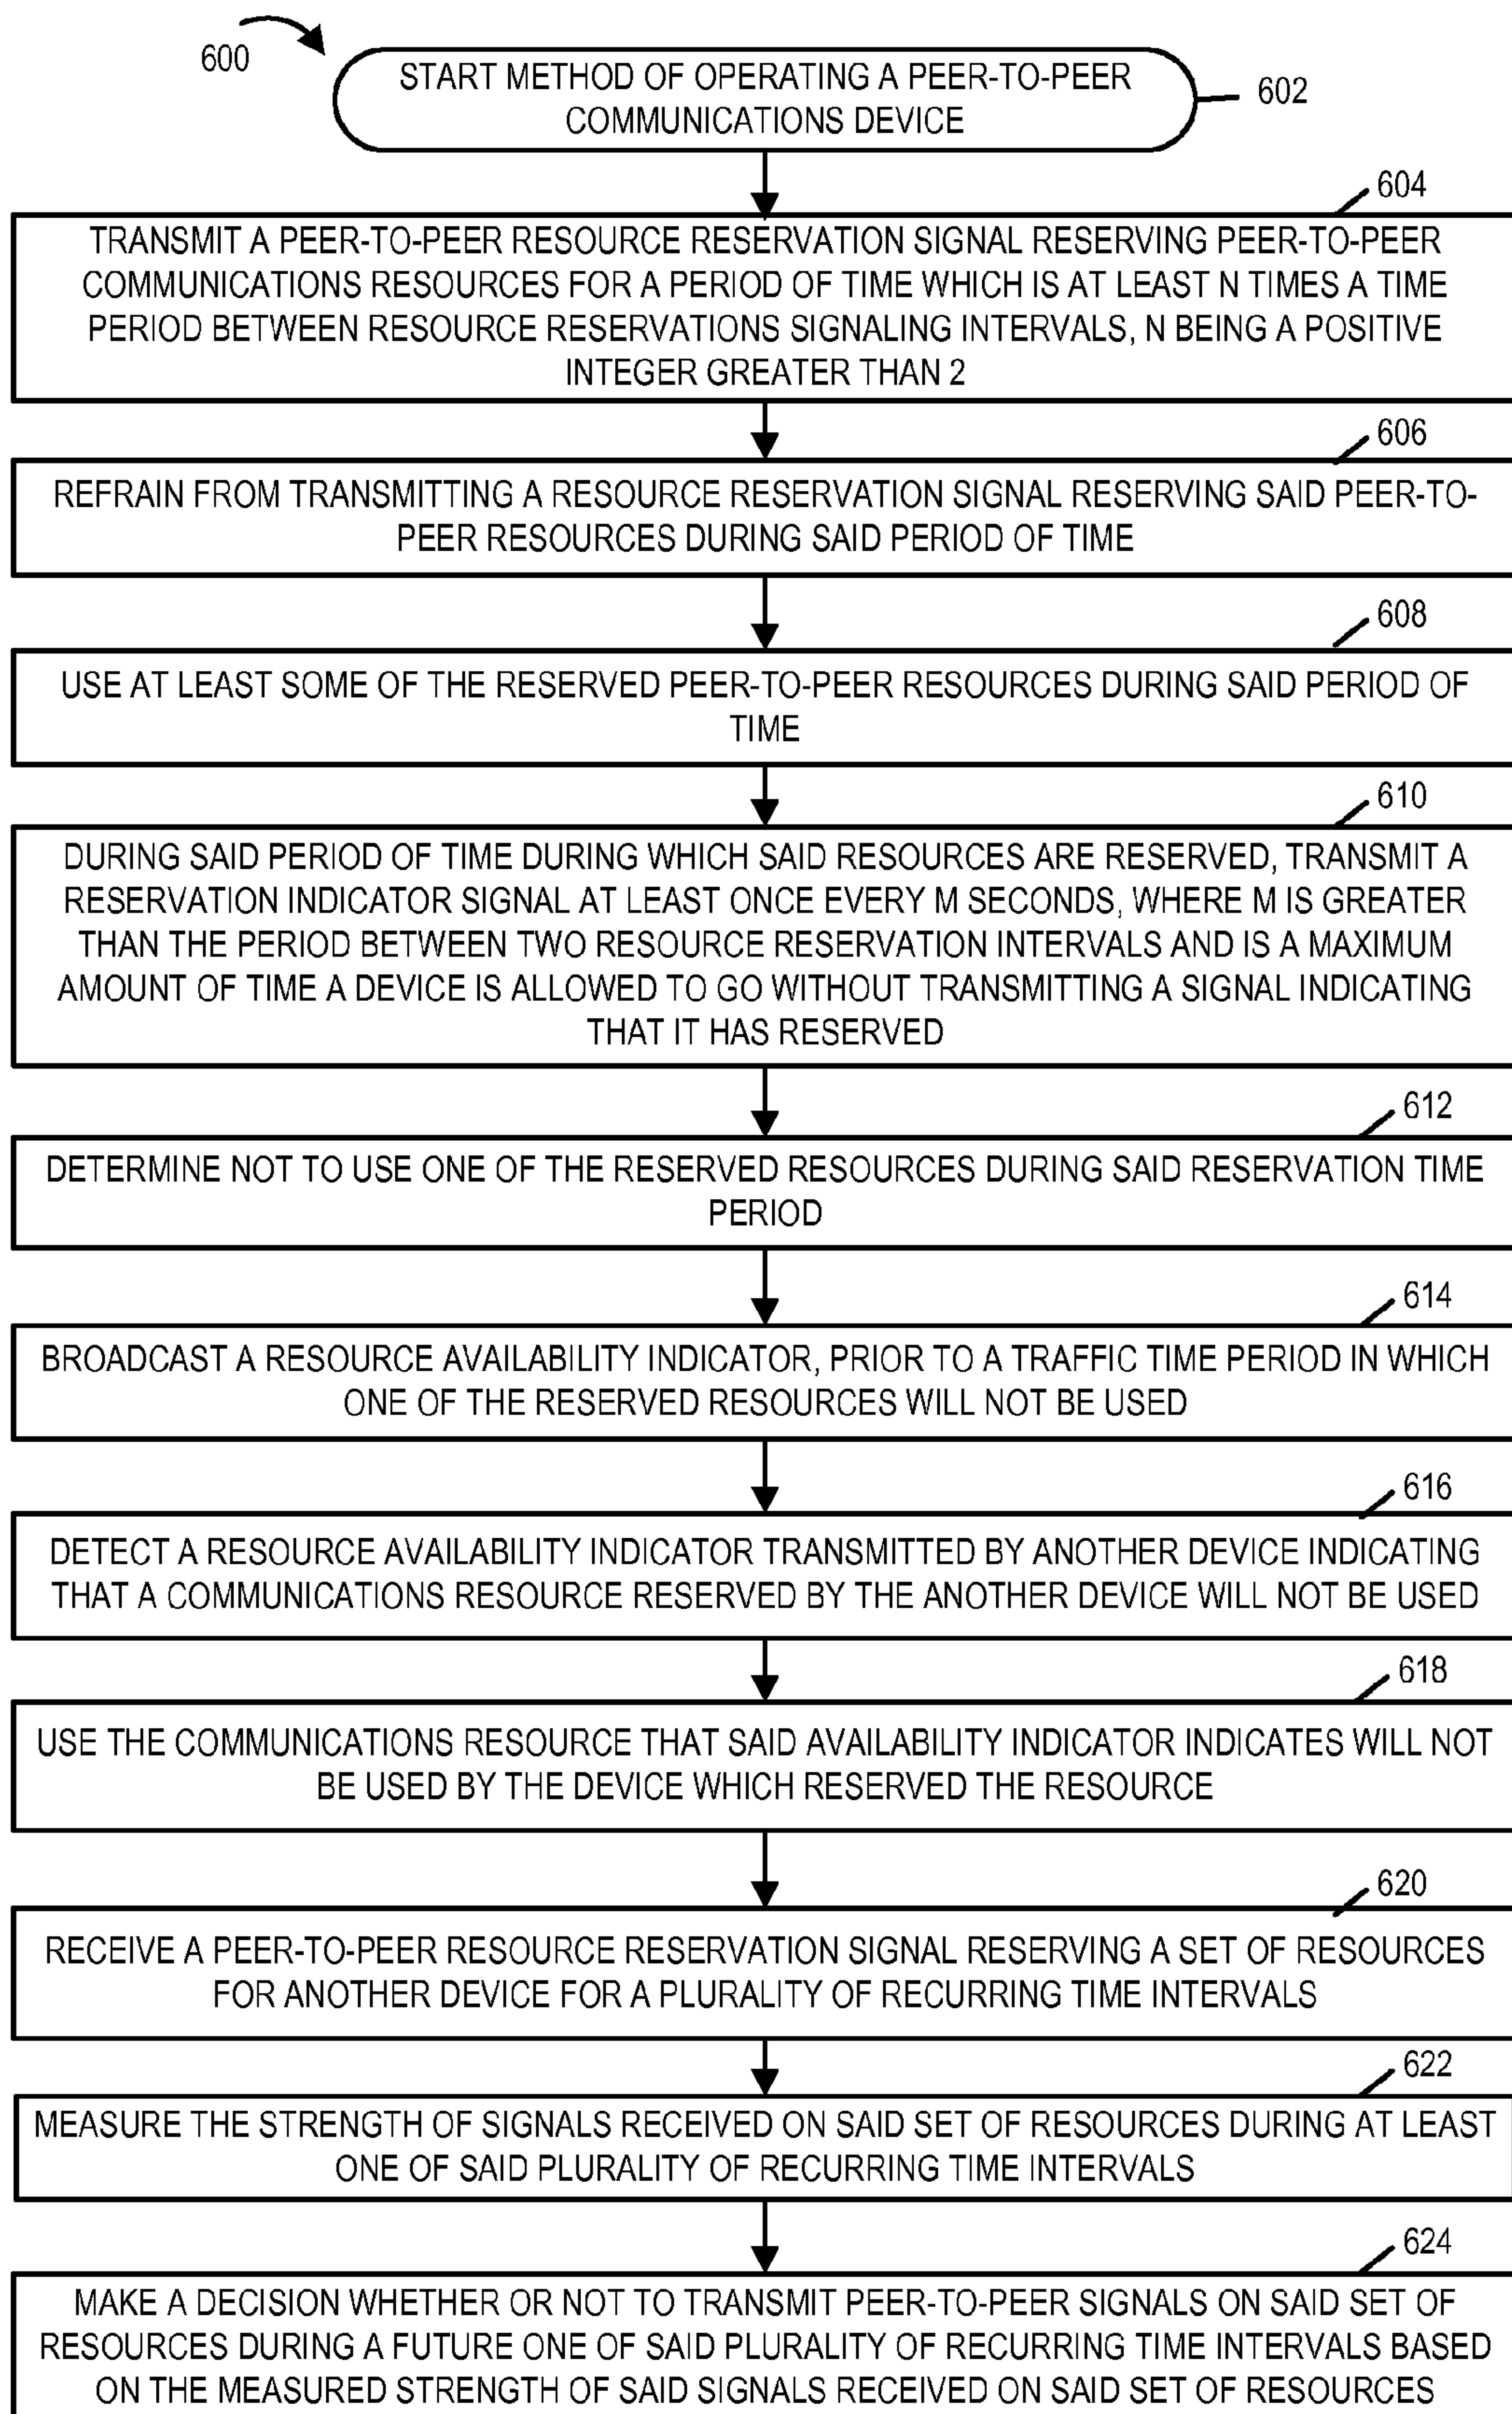 600
START METHOD OF OPERATING A PEER-TO-PEER
COMMUNICATIONS DEVICE
602
604
TRANSMIT A PEER-TO-PEER RESOURCE RESERVATION SIGNAL RESERVING PEER-TO-PEER
COMMUNICATIONS RESOURCES FOR A PERIOD OF TIME WHICH IS AT LEAST N TIMES A TIME
PERIOD BETWEEN RESOURCE RESERVATIONS SIGNALING INTERVALS, N BEING A POSITIVE
INTEGER GREATER THAN 2
606
REFRAIN FROM TRANSMITTING A RESOURCE RESERVATION SIGNAL RESERVING SAID PEER-TO-
PEER RESOURCES DURING SAID PERIOD OF TIME
608
USE AT LEAST SOME OF THE RESERVED PEER-TO-PEER RESOURCES DURING SAID PERIOD OF
TIME
610
DURING SAID PERIOD OF TIME DURING WHICH SAID RESOURCES ARE RESERVED, TRANSMIT A
RESERVATION INDICATOR SIGNAL AT LEAST ONCE EVERY M SECONDS, WHERE M IS GREATER
THAN THE PERIOD BETWEEN TWO RESOURCE RESERVATION INTERVALS AND IS A MAXIMUM
AMOUNT OF TIME A DEVICE IS ALLOWED TO GO WITHOUT TRANSMITTING A SIGNAL INDICATING
THAT IT HAS RESERVED
612
DETERMINE NOT TO USE ONE OF THE RESERVED RESOURCES DURING SAID RESERVATION TIME
PERIOD
614
BROADCAST A RESOURCE AVAILABILITY INDICATOR, PRIOR TO A TRAFFIC TIME PERIOD IN WHICH
ONE OF THE RESERVED RESOURCES WILL NOT BE USED
616
DETECT A RESOURCE AVAILABILITY INDICATOR TRANSMITTED BY ANOTHER DEVICE INDICATING
THAT A COMMUNICATIONS RESOURCE RESERVED BY THE ANOTHER DEVICE WILL NOT BE USED
618
USE THE COMMUNICATIONS RESOURCE THAT SAID AVAILABILITY INDICATOR INDICATES WILL NOT
BE USED BY THE DEVICE WHICH RESERVED THE RESOURCE
620
RECEIVE A PEER-TO-PEER RESOURCE RESERVATION SIGNAL RESERVING A SET OF RESOURCES
FOR ANOTHER DEVICE FOR A PLURALITY OF RECURRING TIME INTERVALS
622
MEASURE THE STRENGTH OF SIGNALS RECEIVED ON SAID SET OF RESOURCES DURING AT LEAST
ONE OF SAID PLURALITY OF RECURRING TIME INTERVALS
624
MAKE A DECISION WHETHER OR NOT TO TRANSMIT PEER-TO-PEER SIGNALS ON SAID SET OF
RESOURCES DURING A FUTURE ONE OF SAID PLURALITY OF RECURRING TIME INTERVALS BASED
ON THE MEASURED STRENGTH OF SAID SIGNALS RECEIVED ON SAID SET OF RESOURCES